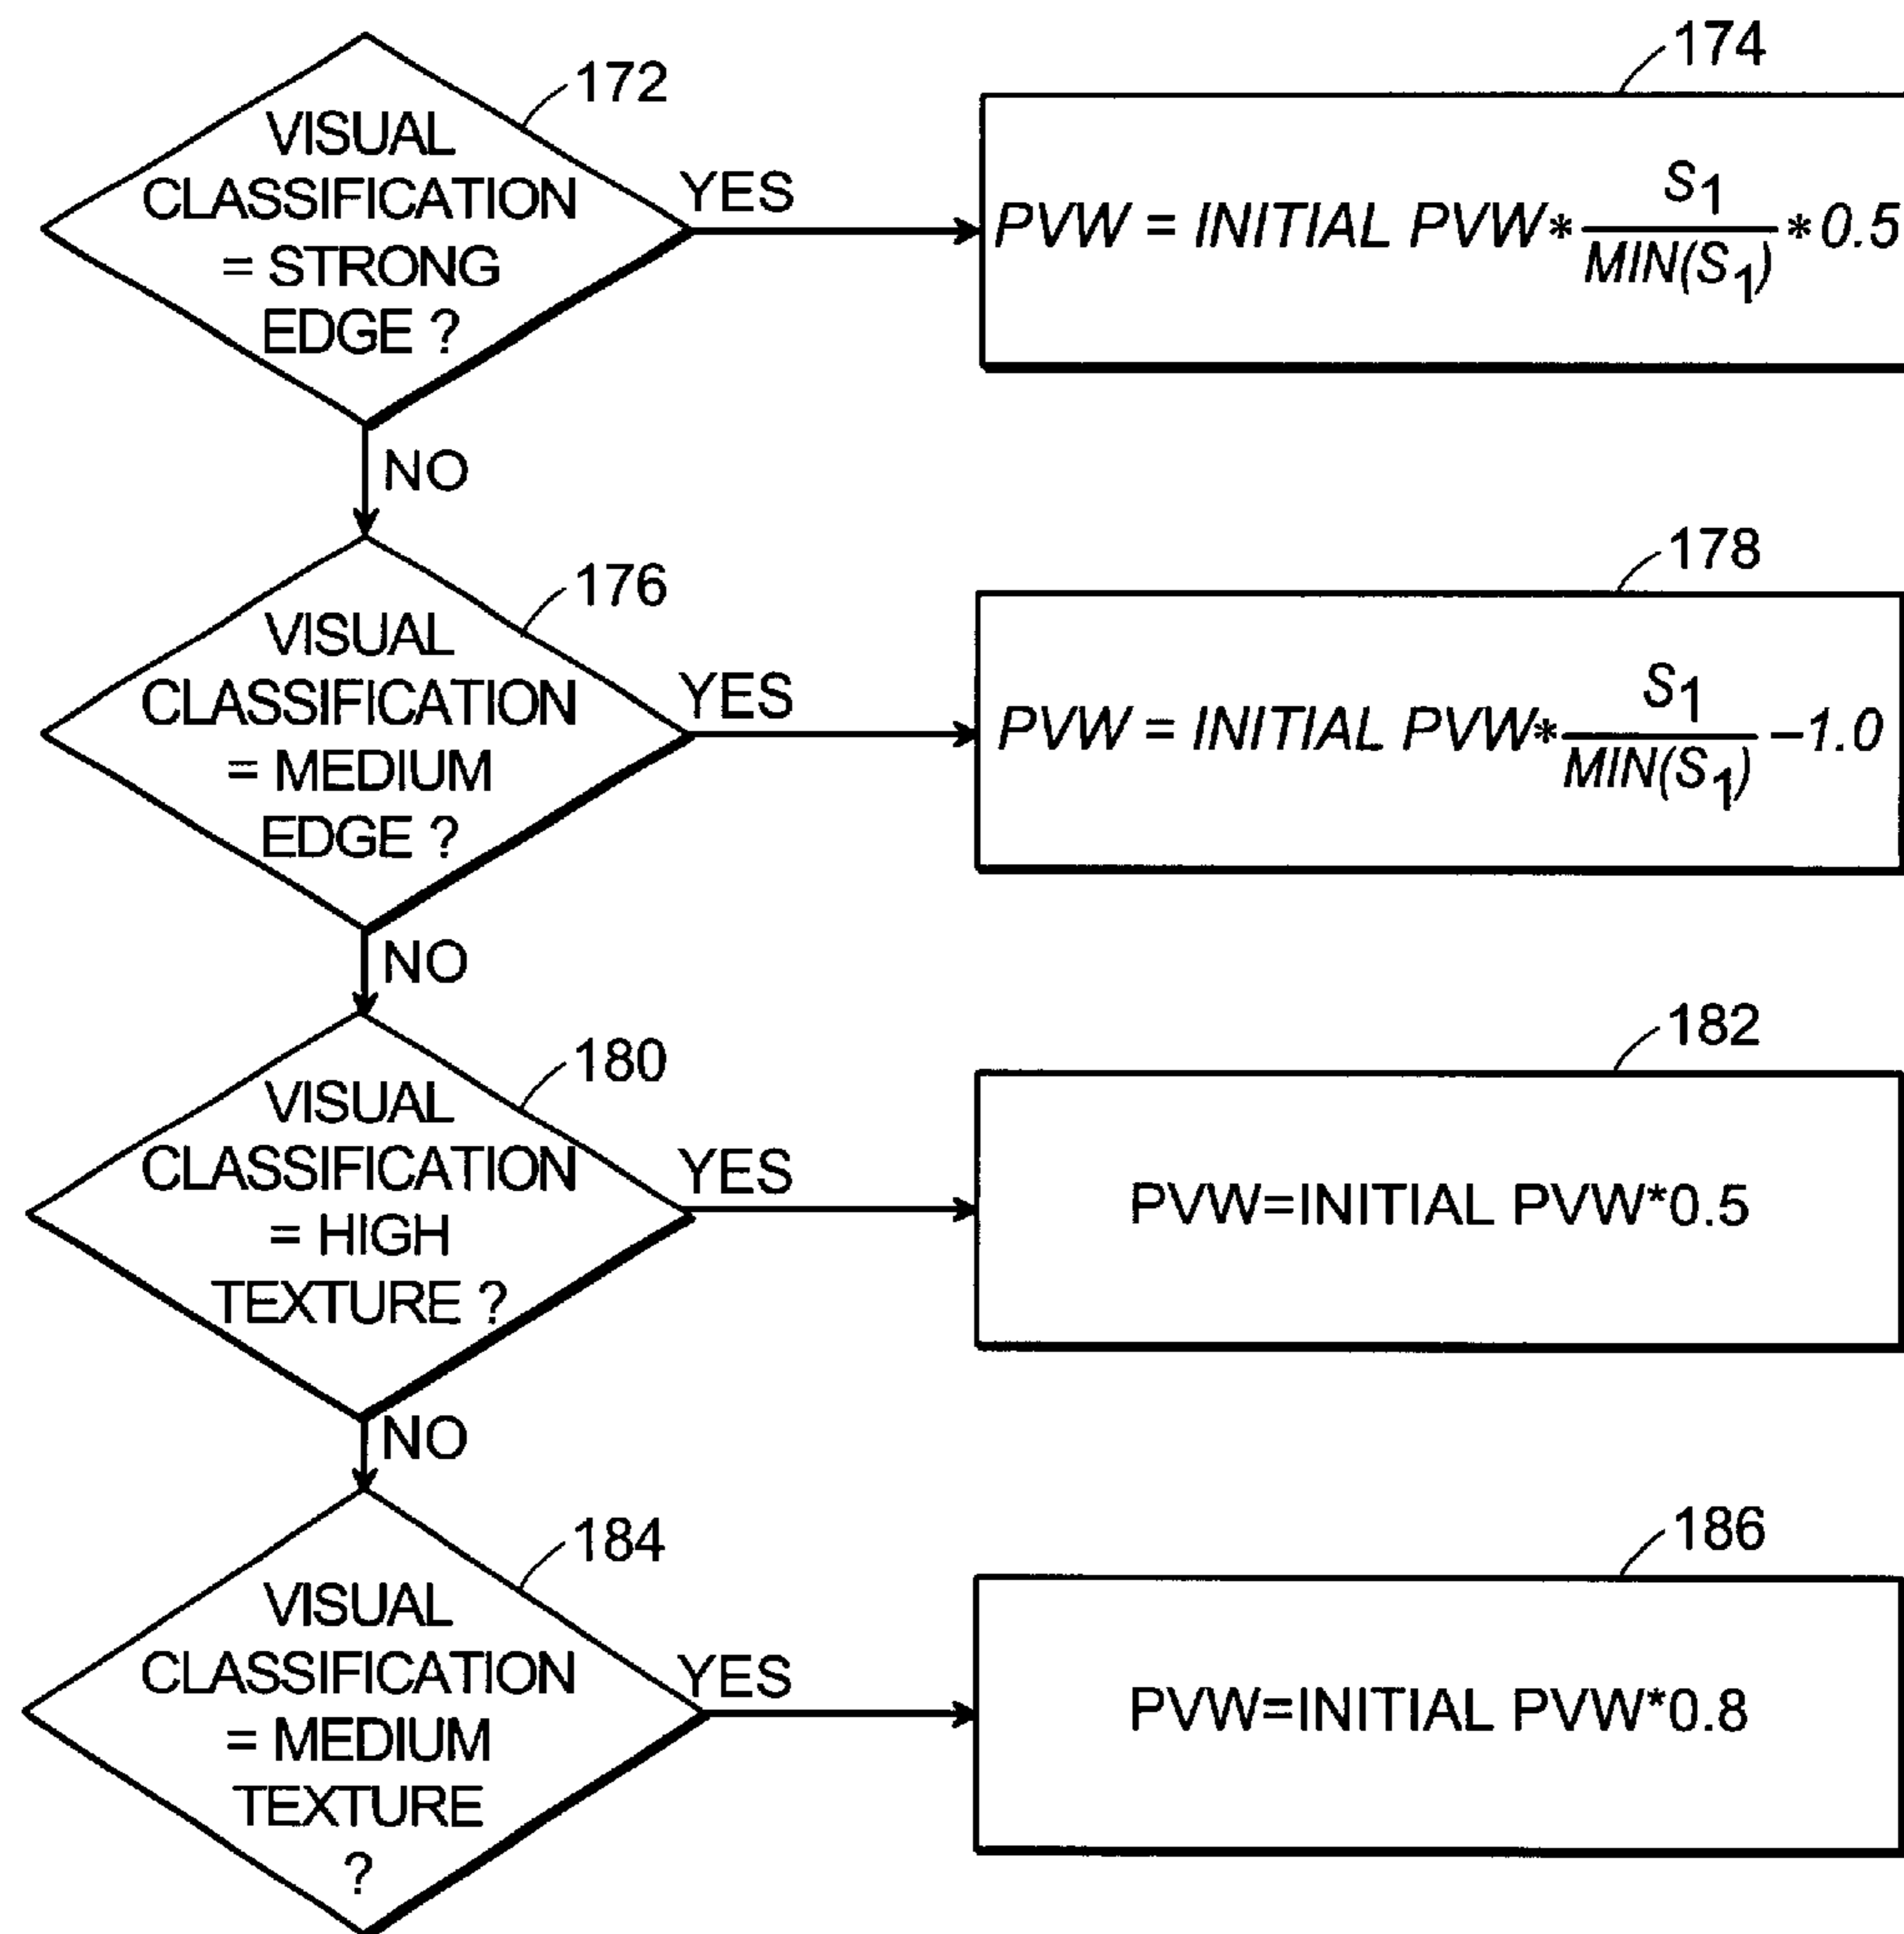 172
VISUAL
CLASSIFICATION
= STRONG
EDGE ?
YES
174
PVW = INITIAL PVW* S1/MIN(S1) *0.5
NO
176
VISUAL
CLASSIFICATION
= MEDIUM
EDGE ?
YES
178
PVW = INITIAL PVW* S1/MIN(S1) –1.0
NO
180
VISUAL
CLASSIFICATION
= HIGH
TEXTURE ?
YES
182
PVW=INITIAL PVW*0.5
NO
184
VISUAL
CLASSIFICATION
= MEDIUM
TEXTURE
?
YES
186
PVW=INITIAL PVW*0.8